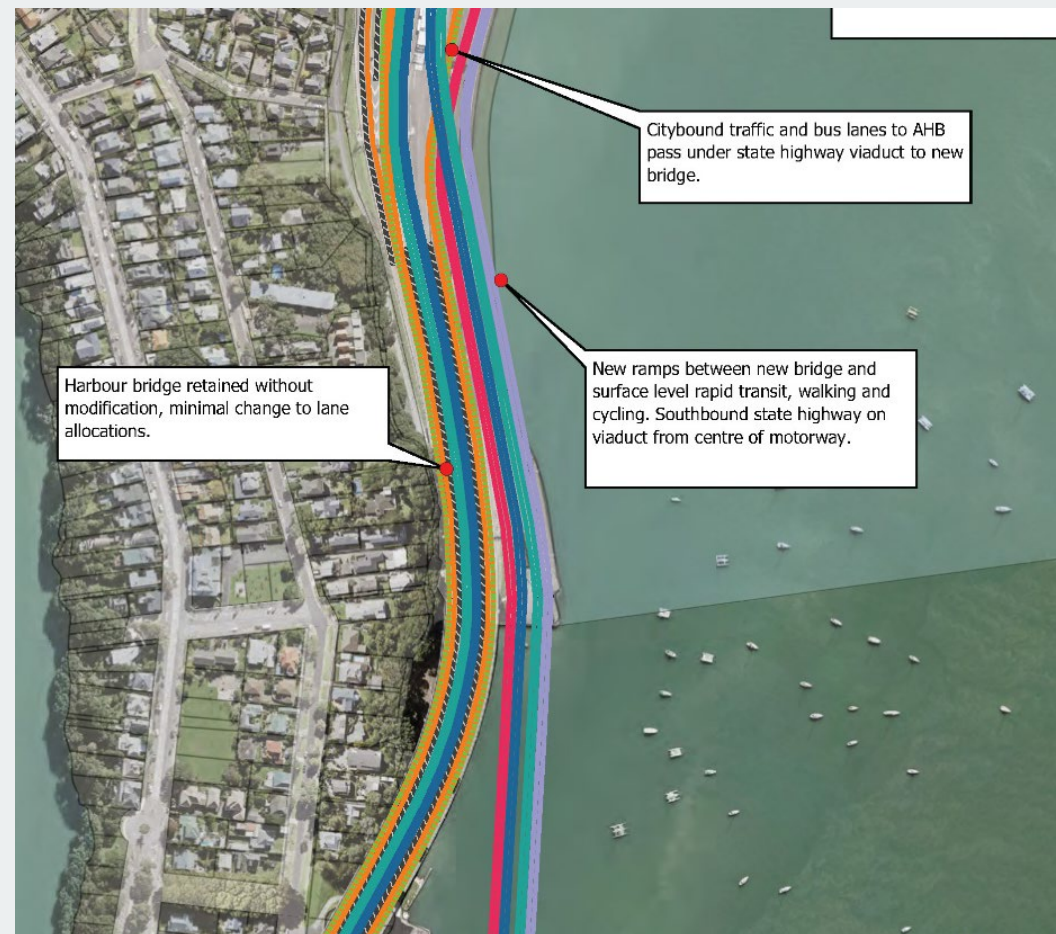 Citybound traffic and bus lanes to AHB
pass under state highway viaduct to new
bridge.
New ramps between new bridge and
surface level rapid transit, walking and
cycling. Southbound state highway on
viaduct from centre of motorway.
Harbour bridge retained without
modification, minimal change to lane
allocations.